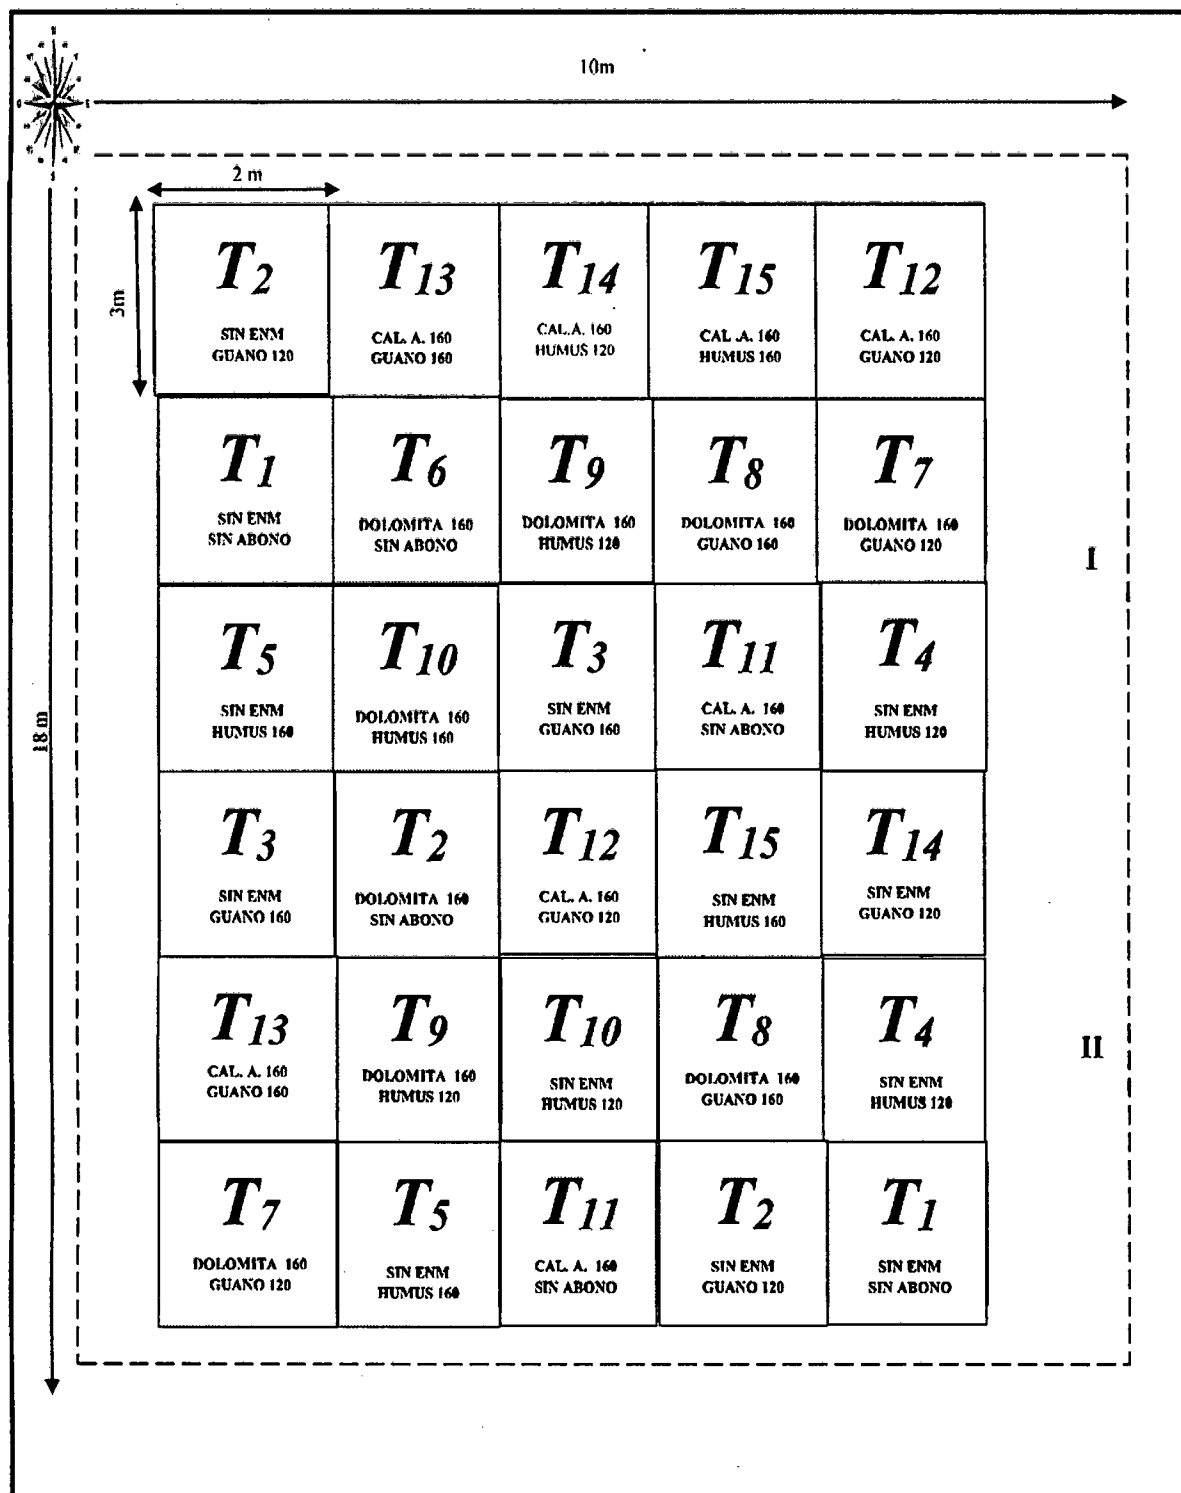 10m
2 m
3m
T2
SIN ENM
GUANO 120
T13
CAL. A. 160
GUANO 160
T14
CAL. A. 160
HUMUS 120
T15
CAL .A. 160
HUMUS 160
T12
CAL. A. 160
GUANO 120
T1
SIN ENM
SIN ABONO
T6
DOLOMITA 160
SIN ABONO
T9
DOLOMITA 160
HUMUS 120
T8
DOLOMITA 160
GUANO 160
T7
DOLOMITA 160
GUANO 120
I
T5
SIN ENM
HUMUS 160
T10
DOLOMITA 160
HUMUS 160
T3
SIN ENM
GUANO 160
T11
CAL. A. 160
SIN ABONO
T4
SIN ENM
HUMUS 120
18 m
T3
SIN ENM
GUANO 160
T2
DOLOMITA 160
SIN ABONO
T12
CAL. A. 160
GUANO 120
T15
SIN ENM
HUMUS 160
T14
SIN ENM
GUANO 120
T13
CAL. A. 160
GUANO 160
T9
DOLOMITA 160
HUMUS 120
T10
SIN ENM
HUMUS 120
T8
DOLOMITA 160
GUANO 160
T4
SIN ENM
HUMUS 120
II
T7
DOLOMITA 160
GUANO 120
T5
SIN ENM
HUMUS 160
T11
CAL. A. 160
SIN ABONO
T2
SIN ENM
GUANO 120
T1
SIN ENM
SIN ABONO